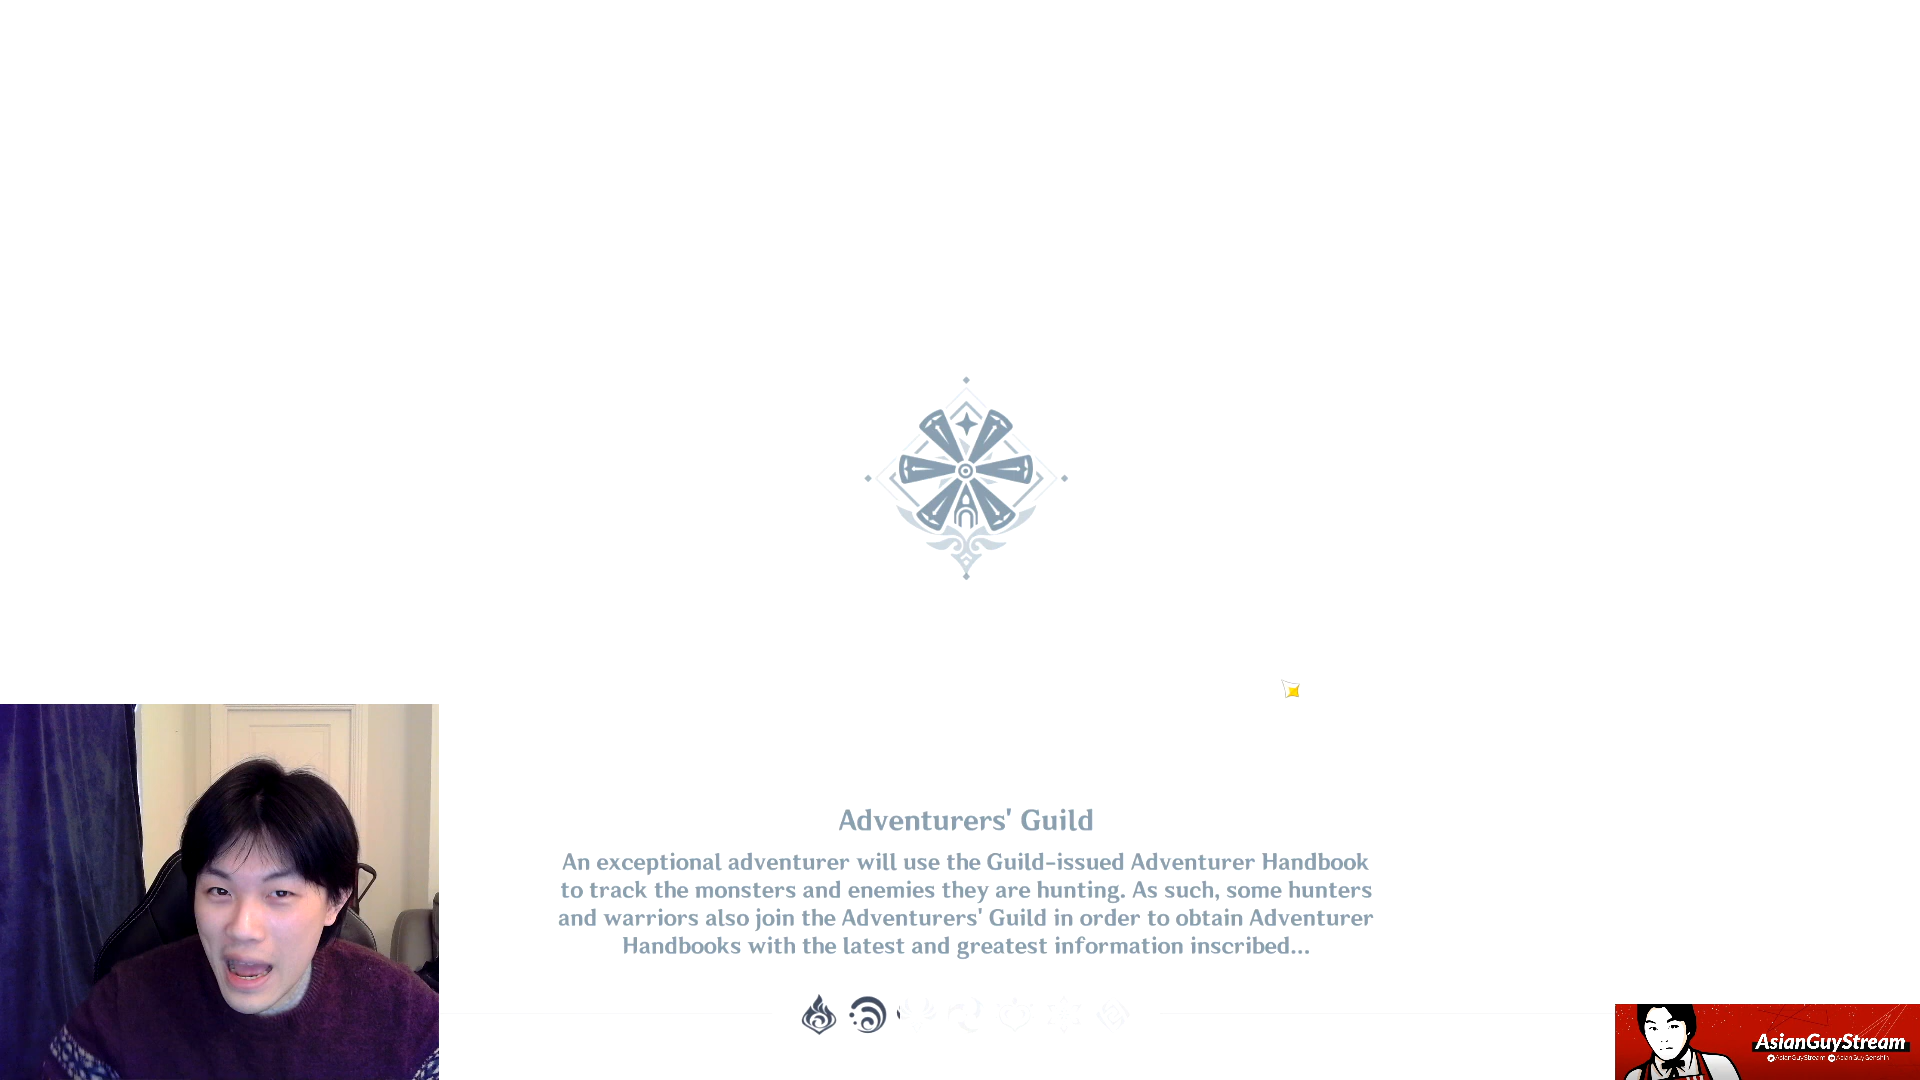 Adventurers' Guild
An exceptional adventurer will use the Guild-issued Adventurer Handbook
to track the monsters and enemies they are hunting. As such, some hunters
and warriors also join the Adventurers' Guild in order to obtain Adventurer
Handbooks with the latest and greatest information inscribed...
AsianGuyStream
AsianGuyStream AsianGuyGenshin